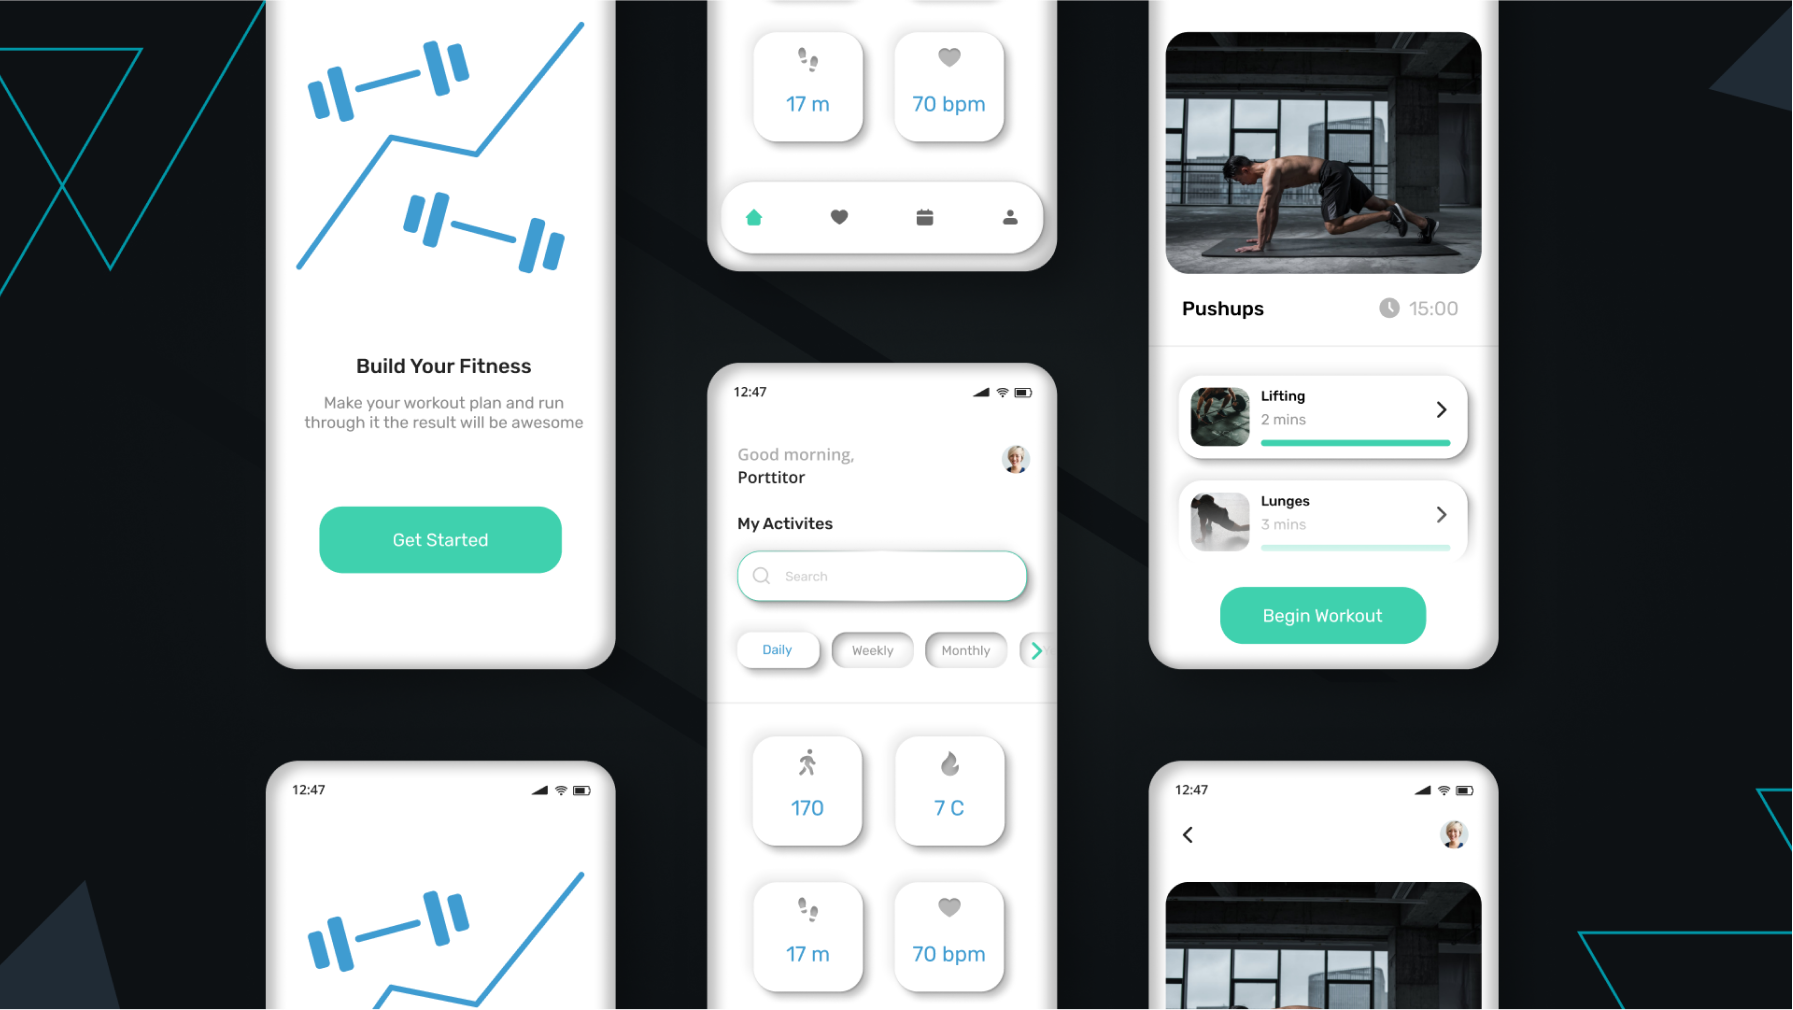 Build Your Fitness
Make your workout plan and run
through it the result will be awesome
Get Started
12:47
17 m
70 bpm
12:47
Good morning,
Porttitor
My Activites
Search
Daily
Weekly
Monthly
170
7 C
17 m
70 bpm
Pushups
15:00
Lifting
2 mins
Lunges
3 mins
Begin Workout
12:47